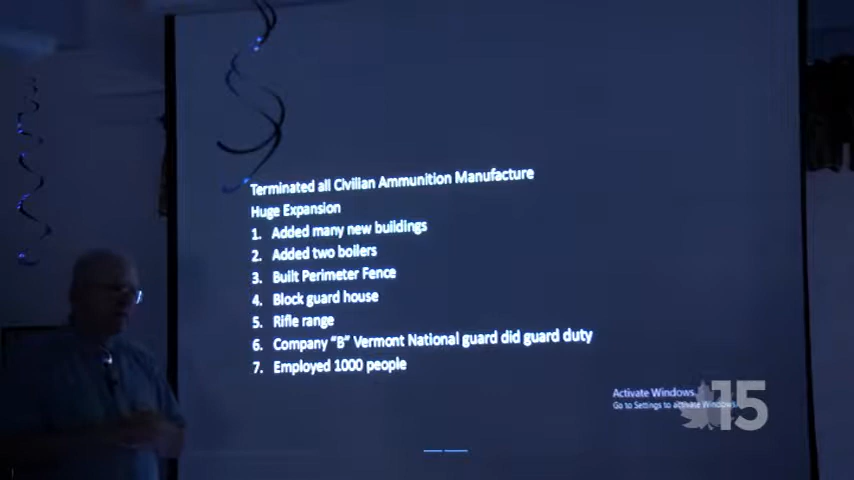 Terminated all Civilian Ammunition Manufacture
Huge Expansion
1. Added many new buildings
2. Added two boilers
3. Built Perimeter Fence
4. Block guard house
5. Rifle range
6. Company "B" Vermont National guard did guard duty
7. Employed 1000 people
Activate Windows
Go to Settings to activate Windows.
15